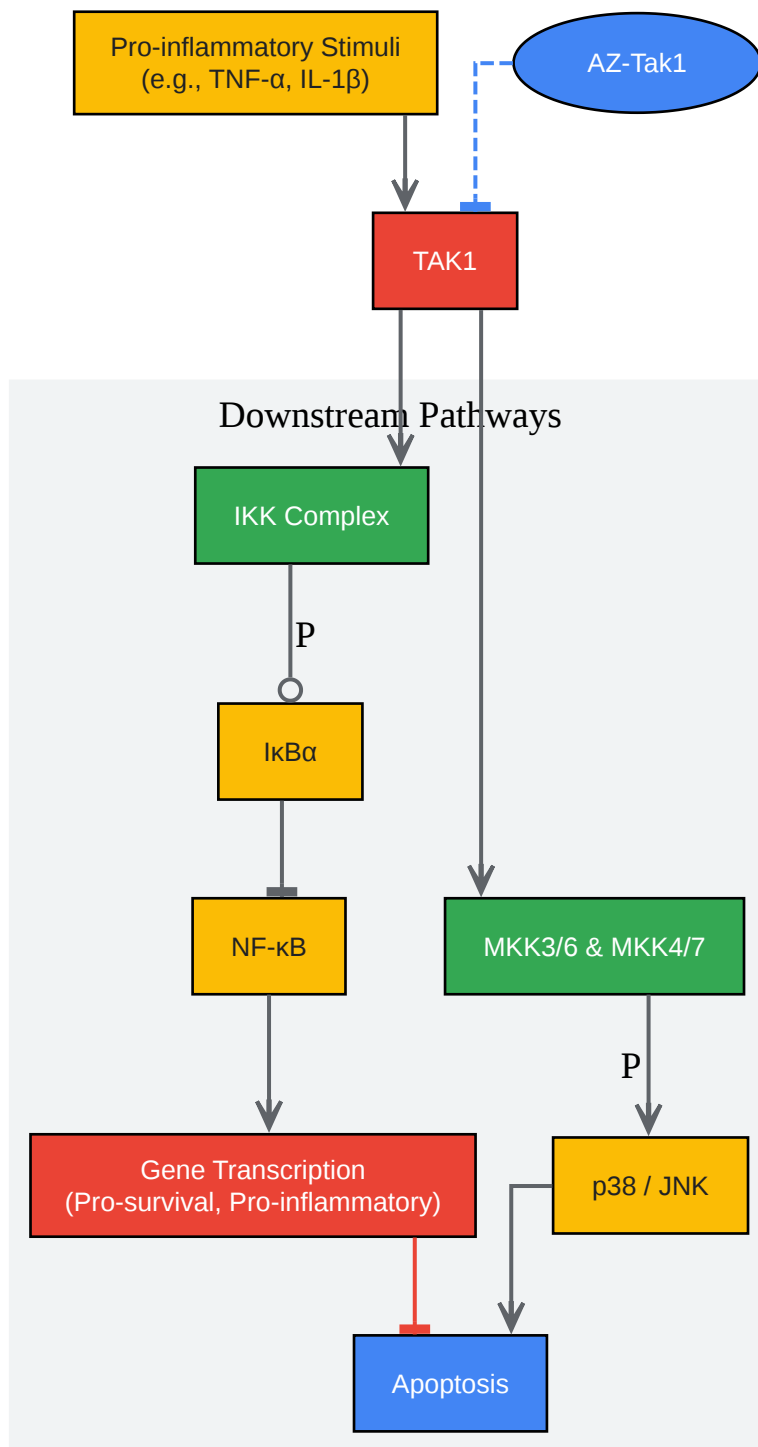 Pro-inflammatory Stimuli
(e.g., TNF-α, IL-1β)
AZ-Tak1
TAK1
Downstream Pathways
IKK Complex
P
IκBα
NF-κB
MKK3/6 & MKK4/7
P
Gene Transcription
(Pro-survival, Pro-inflammatory)
p38 / JNK
Apoptosis